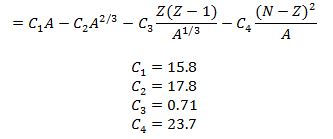 = C₁A − C₂A^{2/3} − C₃ Z(Z − 1)/A^{1/3} − C₄ (N − Z)²/A
C₁ = 15.8
C₂ = 17.8
C₃ = 0.71
C₄ = 23.7